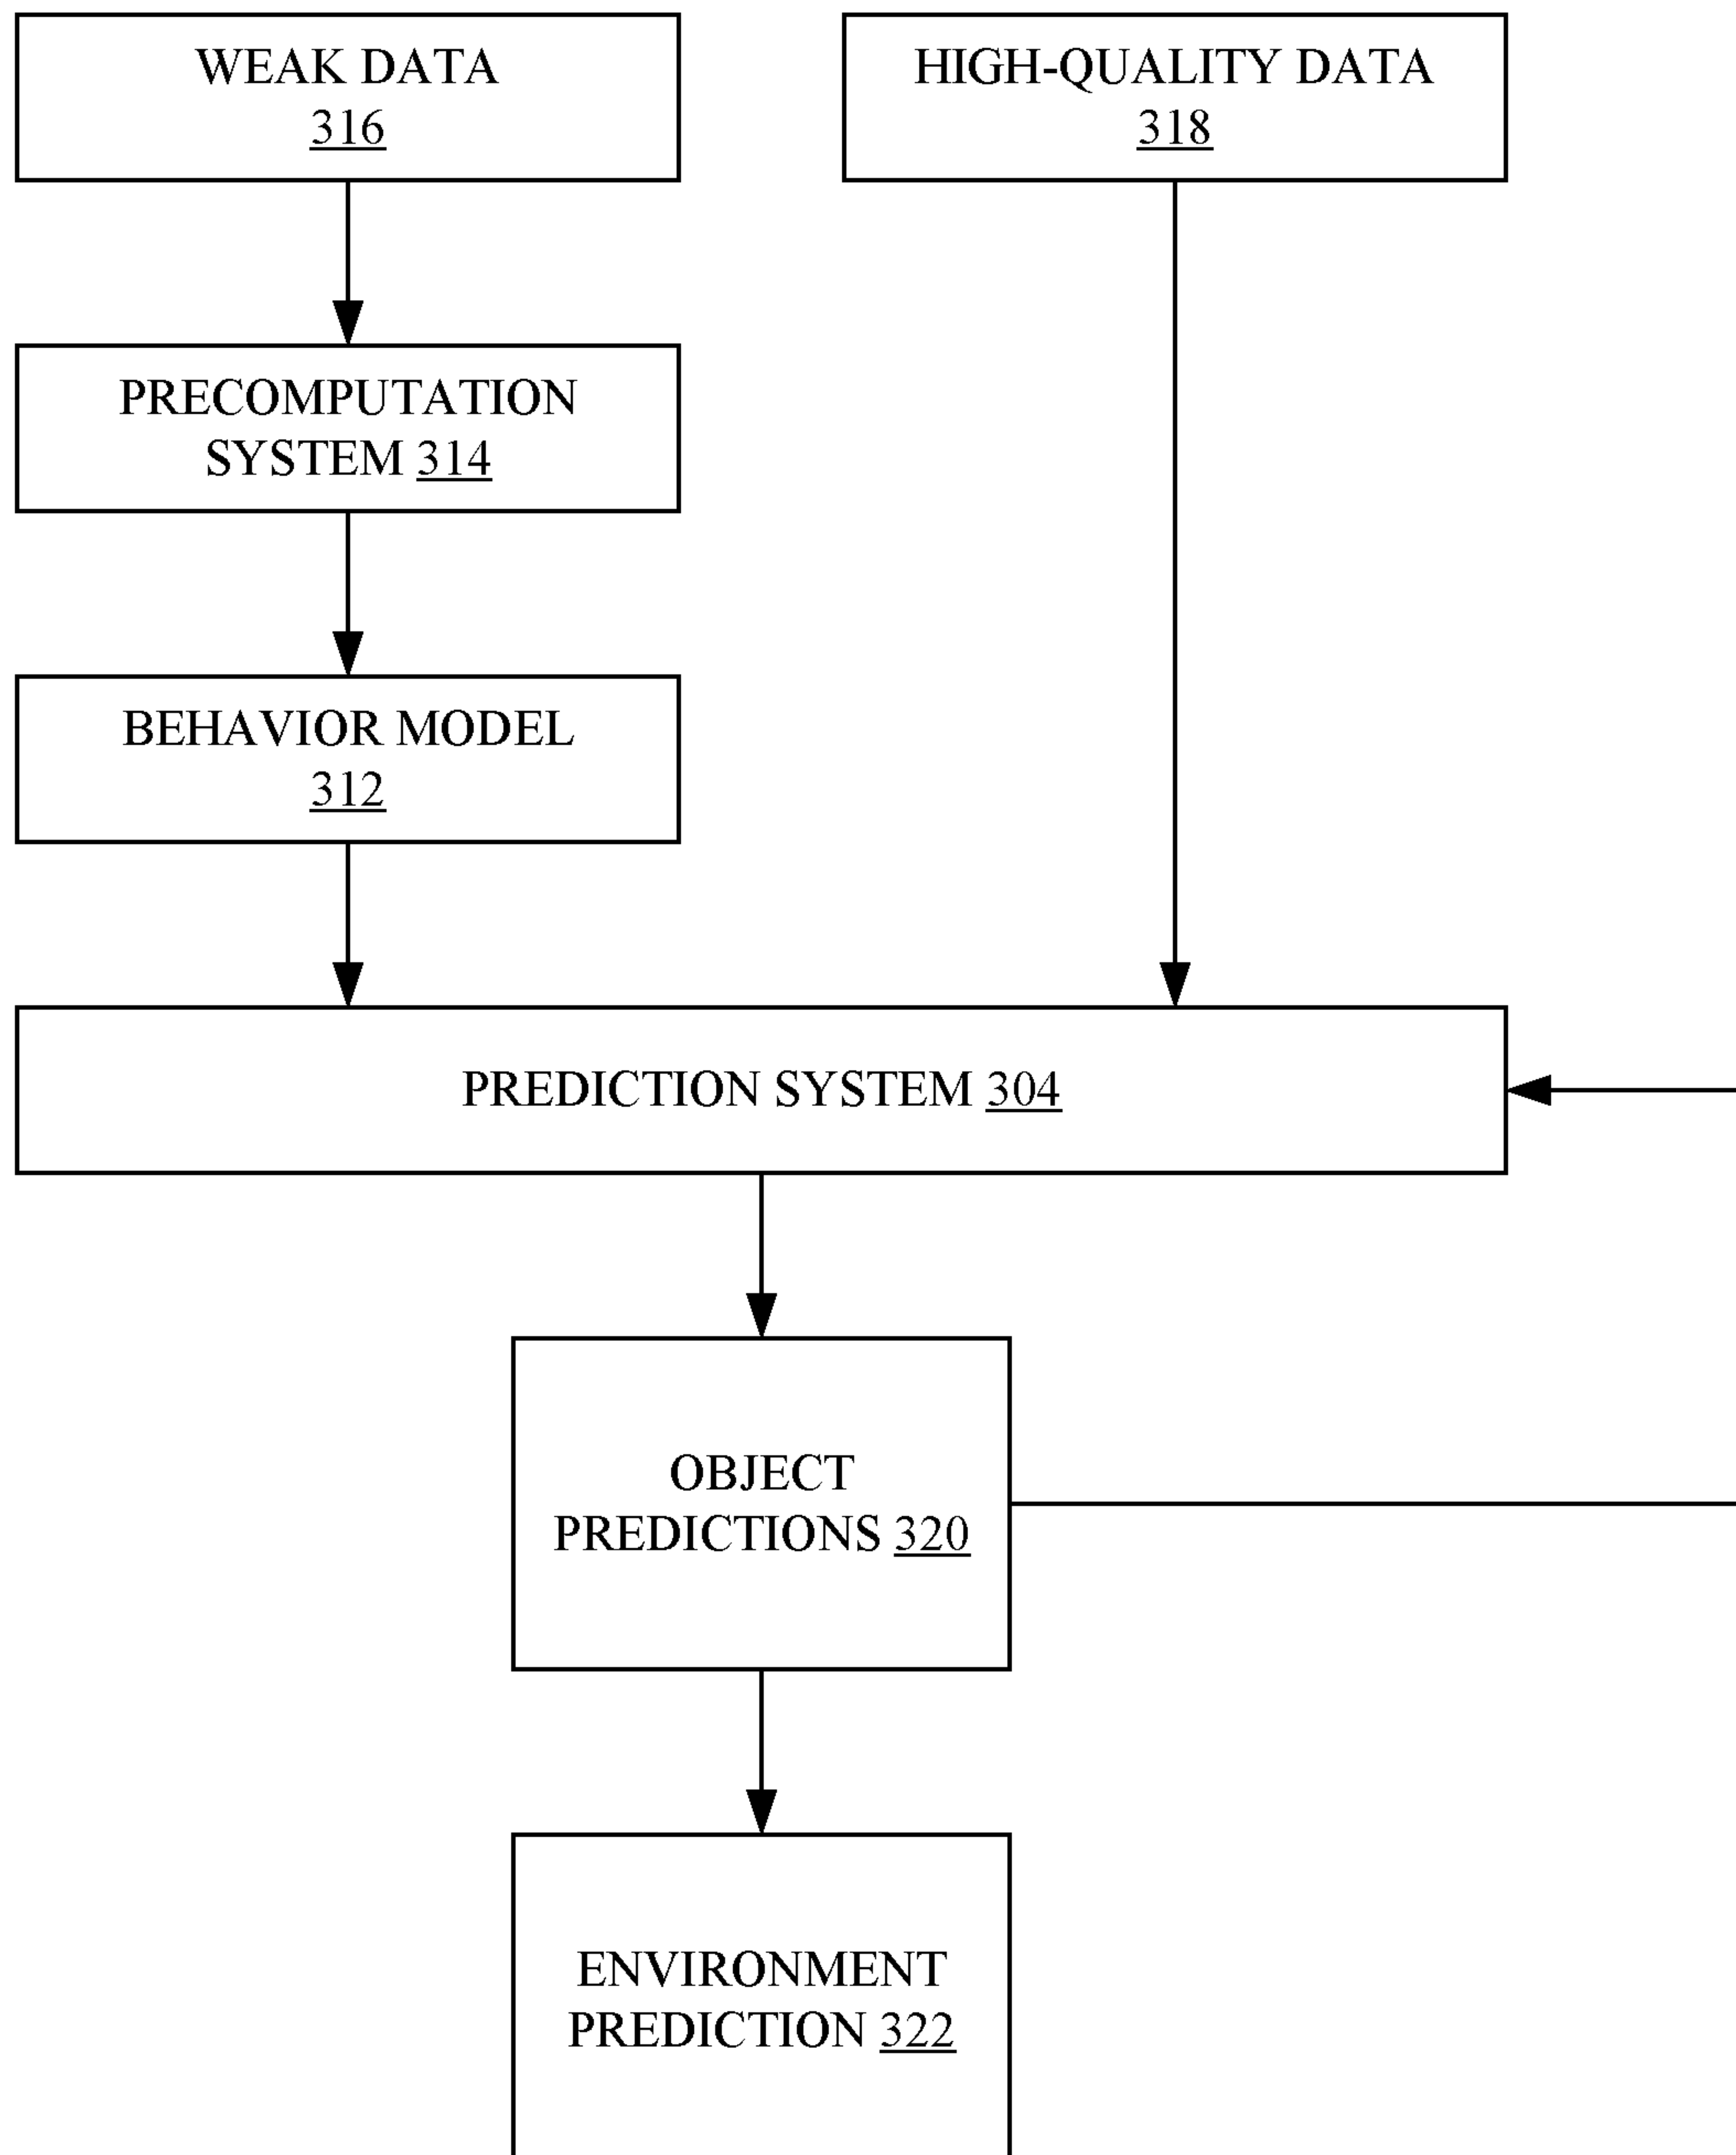 WEAK DATA
316
HIGH-QUALITY DATA
318
PRECOMPUTATION
SYSTEM 314
BEHAVIOR MODEL
312
PREDICTION SYSTEM 304
OBJECT
PREDICTIONS 320
ENVIRONMENT
PREDICTION 322